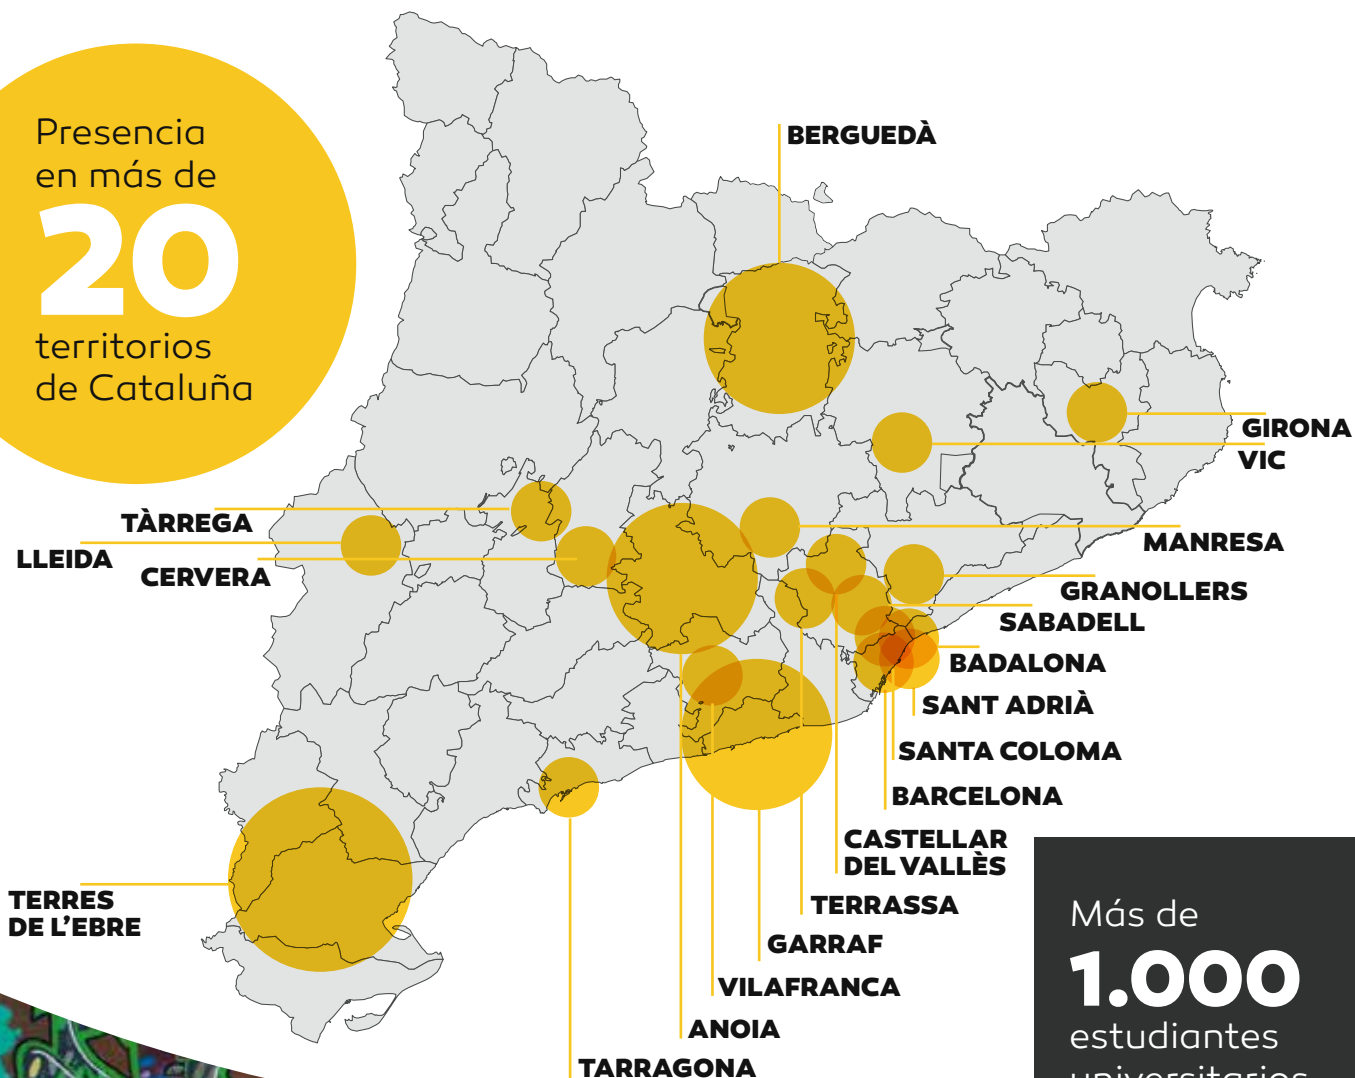 Presencia
en más de
20
territorios
de Cataluña
BERGUEDÀ
GIRONA
VIC
TÀRREGA
LLEIDA
CERVERA
MANRESA
GRANOLLERS
SABADELL
BADALONA
SANT ADRIÀ
SANTA COLOMA
BARCELONA
CASTELLAR
DEL VALLÈS
TERRASSA
GARRAF
VILAFRANCA
ANOIA
TARRAGONA
TERRES
DE L'EBRE
Más de
1.000
estudiantes
universitarios